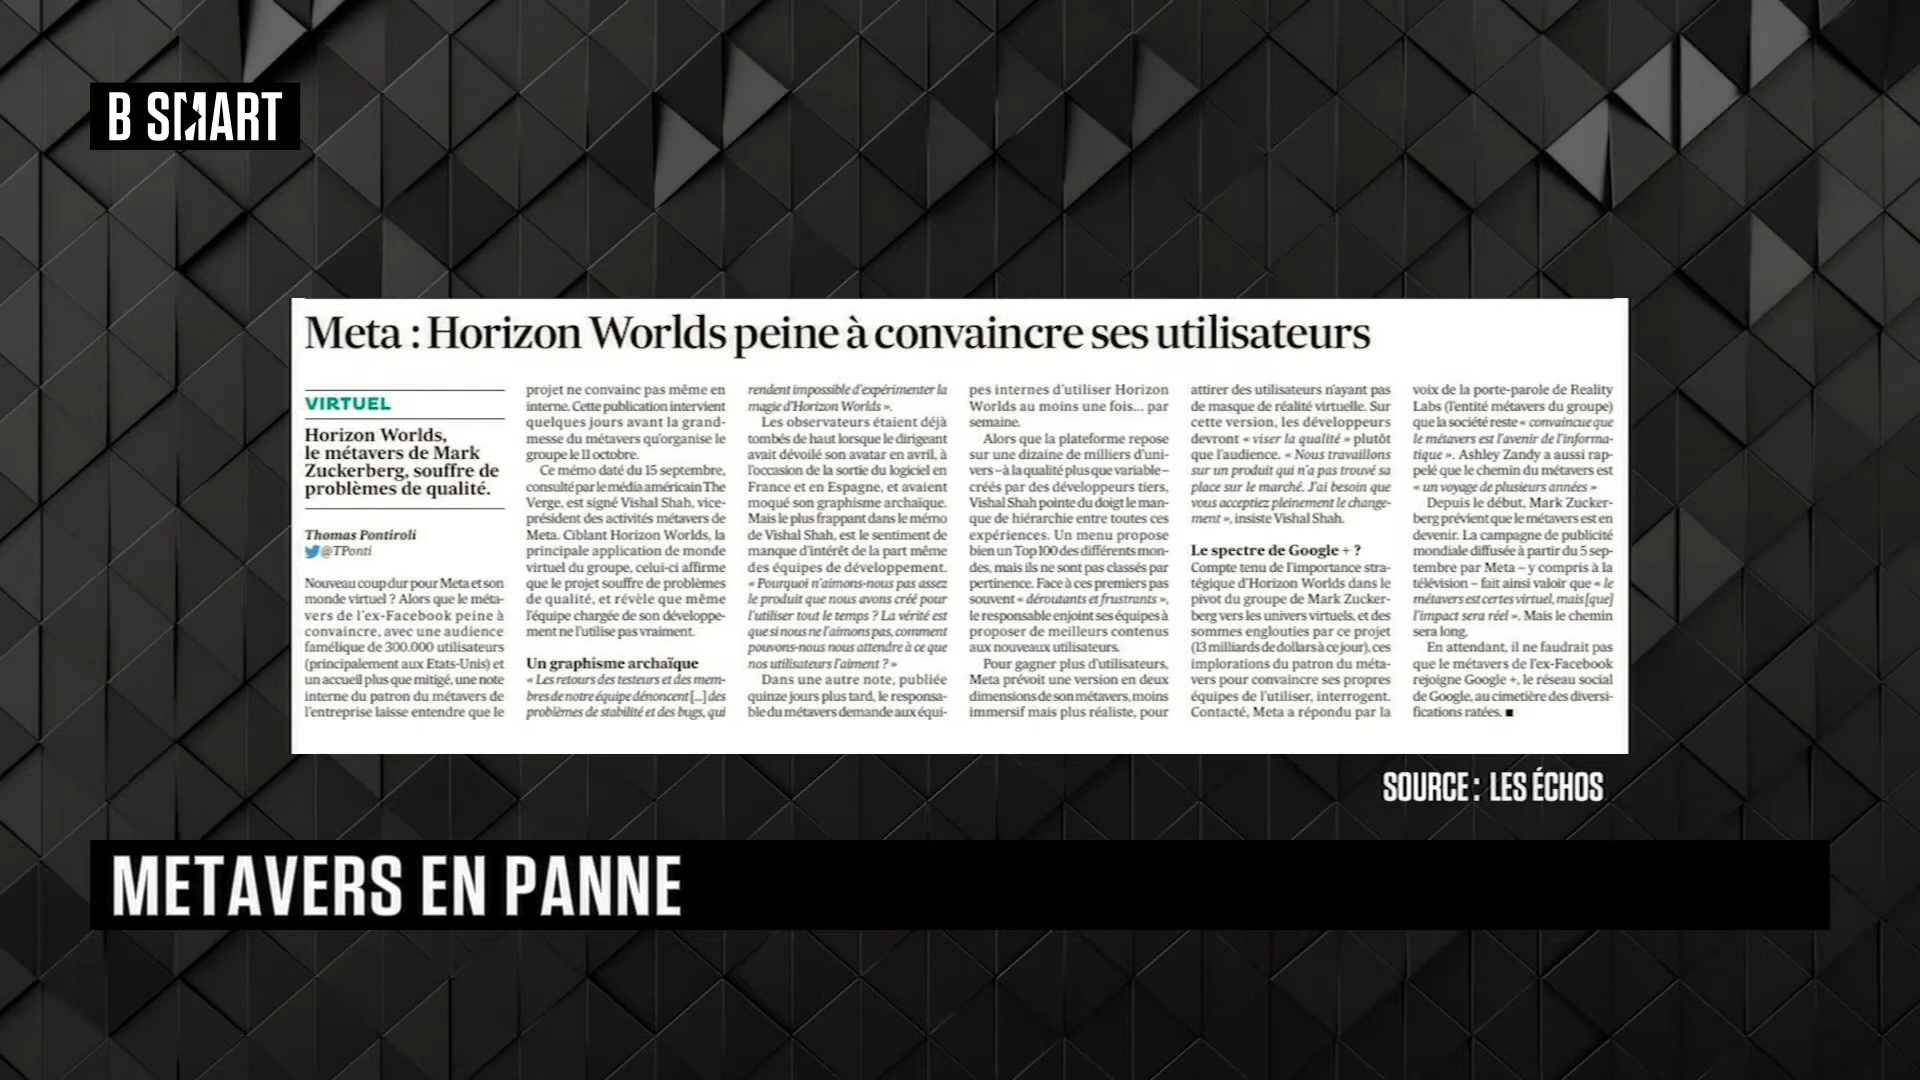 B SMART
Meta : Horizon Worlds peine à convaincre ses utilisateurs
VIRTUEL
Horizon Worlds,
le métavers de Mark
Zuckerberg, souffre de
problèmes de qualité.
Thomas Pontiroli
@TPonti
Nouveau coup dur pour Meta et son
monde virtuel ? Alors que le méta-
vers de l'ex-Facebook peine à
convaincre, avec une audience
famélique de 300.000 utilisateurs
(principalement aux Etats-Unis) et
un accueil plus que mitigé, une note
interne du patron du métavers de
l'entreprise laisse entendre que le
projet ne convainc pas même en
interne. Cette publication intervient
quelques jours avant la grand-
messe du métavers qu'organise le
groupe le 11 octobre.
Ce mémo daté du 15 septembre,
consulté par le média américain The
Verge, est signé Vishal Shah, vice-
président des activités métavers de
Meta. Ciblant Horizon Worlds, la
principale application de monde
virtuel du groupe, celui-ci affirme
que le projet souffre de problèmes
de qualité, et révèle que même
l'équipe chargée de son développe-
ment ne l'utilise pas vraiment.
Un graphisme archaïque
« Les retours des testeurs et des mem-
bres de notre équipe dénoncent [...] des
problèmes de stabilité et des bugs, qui
rendent impossible d'expérimenter la
magie d'Horizon Worlds ».
Les observateurs étaient déjà
tombés de haut lorsque le dirigeant
avait dévoilé son avatar en avril, à
l'occasion de la sortie du logiciel en
France et en Espagne, et avaient
moqué son graphisme archaïque.
Mais le plus frappant dans le mémo
de Vishal Shah, est le sentiment de
manque d'intérêt de la part même
des équipes de développement.
« Pourquoi n'aimons-nous pas assez
le produit que nous avons créé pour
l'utiliser tout le temps ? La vérité est
que si nous ne l'aimons pas, comment
pouvons-nous nous attendre à ce que
nos utilisateurs l'aiment ? »
Dans une autre note, publiée
quinze jours plus tard, le responsa-
ble du métavers demande aux équi-
pes internes d'utiliser Horizon
Worlds au moins une fois... par
semaine.
Alors que la plateforme repose
sur une dizaine de milliers d'uni-
vers – à la qualité plus que variable –
créés par des développeurs tiers,
Vishal Shah pointe du doigt le man-
que de hiérarchie entre toutes ces
expériences. Un menu propose
bien un Top 100 des différents mon-
des, mais ils ne sont pas classés par
pertinence. Face à ces premiers pas
souvent « déroutants et frustrants »,
le responsable enjoint ses équipes à
proposer de meilleurs contenus
aux nouveaux utilisateurs.
Pour gagner plus d'utilisateurs,
Meta prévoit une version en deux
dimensions de son métavers, moins
immersif mais plus réaliste, pour
attirer des utilisateurs n'ayant pas
de masque de réalité virtuelle. Sur
cette version, les développeurs
devront « viser la qualité » plutôt
que l'audience. « Nous travaillons
sur un produit qui n'a pas trouvé sa
place sur le marché. J'ai besoin que
vous acceptiez pleinement le change-
ment », insiste Vishal Shah.
Le spectre de Google + ?
Compte tenu de l'importance stra-
tégique d'Horizon Worlds dans le
pivot du groupe de Mark Zucker-
berg vers les univers virtuels, et des
sommes englouties par ce projet
(13 milliards de dollars à ce jour), ces
implorations du patron du méta-
vers pour convaincre ses propres
équipes de l'utiliser, interrogent.
Contacté, Meta a répondu par la
voix de la porte-parole de Reality
Labs (l'entité métavers du groupe)
que la société reste « convaincue que
le métavers est l'avenir de l'informa-
tique ». Ashley Zandy a aussi rap-
pelé que le chemin du métavers est
« un voyage de plusieurs années »
Depuis le début, Mark Zucker-
berg prévient que le métavers est en
devenir. La campagne de publicité
mondiale diffusée à partir du 5 sep-
tembre par Meta – y compris à la
télévision – fait ainsi valoir que « le
métavers est certes virtuel, mais [que]
l'impact sera réel ». Mais le chemin
sera long.
En attendant, il ne faudrait pas
que le métavers de l'ex-Facebook
rejoigne Google +, le réseau social
de Google, au cimetière des diversi-
fications ratées. ■
SOURCE : LES ÉCHOS
METAVERS EN PANNE